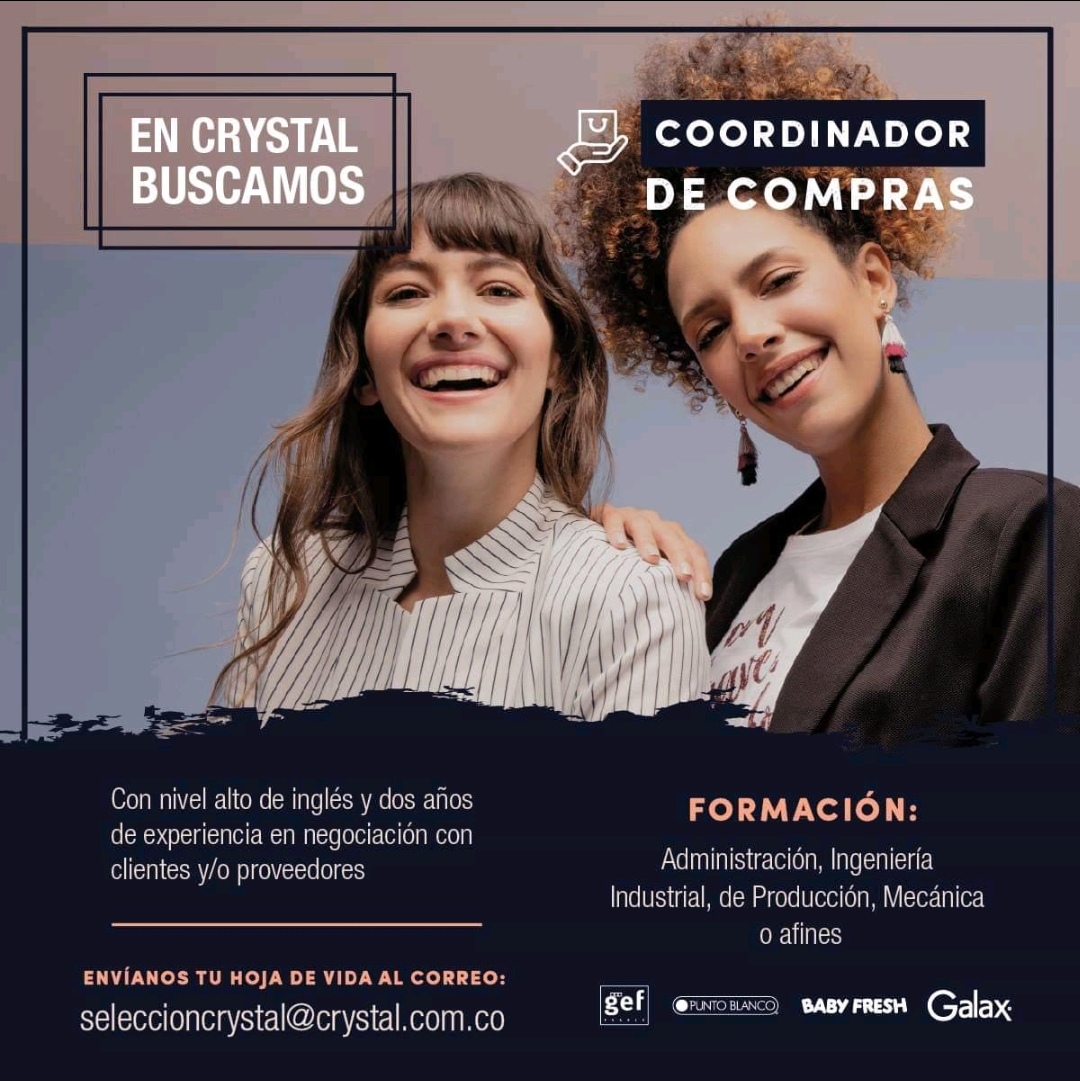 EN CRYSTAL
BUSCAMOS
COORDINADOR
DE COMPRAS
Con nivel alto de inglés y dos años
de experiencia en negociación con
clientes y/o proveedores
ENVÍANOS TU HOJA DE VIDA AL CORREO:
seleccioncrystal@crystal.com.co
FORMACIÓN:
Administración, Ingeniería
Industrial, de Producción, Mecánica
o afines
gef PUNTO BLANCO BABY FRESH Galax